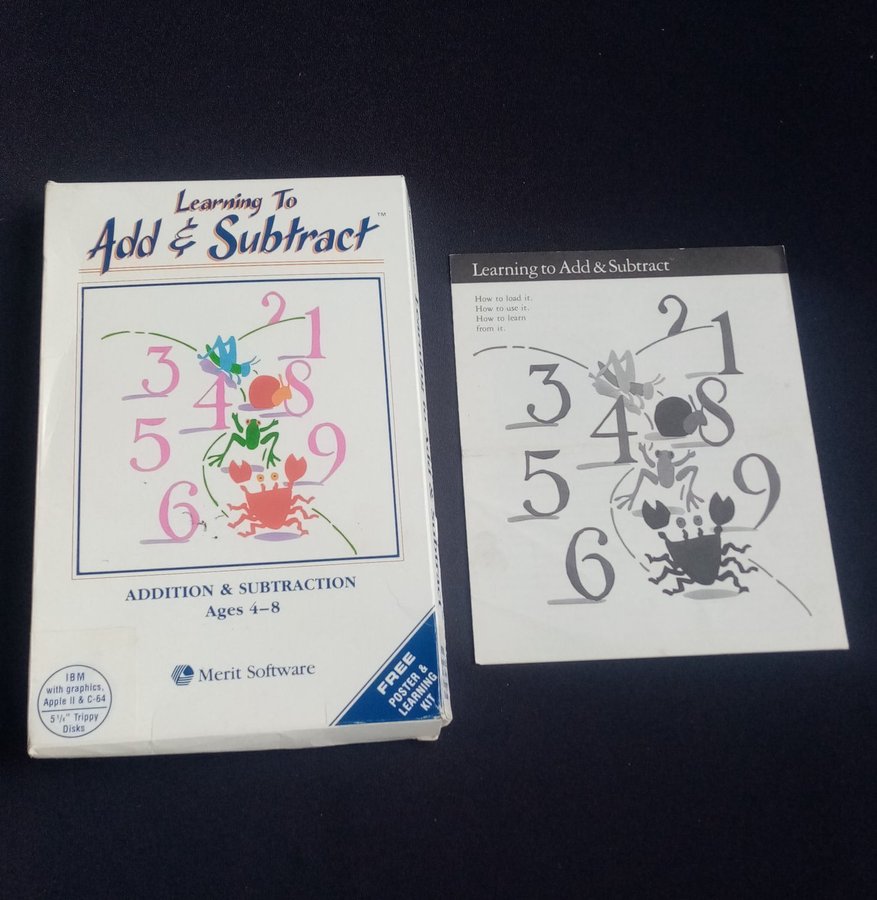 Learning To
Add & Subtract™
2
1
3
4
8
5
9
6
ADDITION & SUBTRACTION
Ages 4–8
Merit Software
IBM
with graphics,
Apple II & C-64
5¼" Trippy
Disks
FREE
POSTER &
LEARNING
KIT
Learning to Add & Subtract
How to load it.
How to use it.
How to learn
from it.
2
1
3
4
8
5
9
6